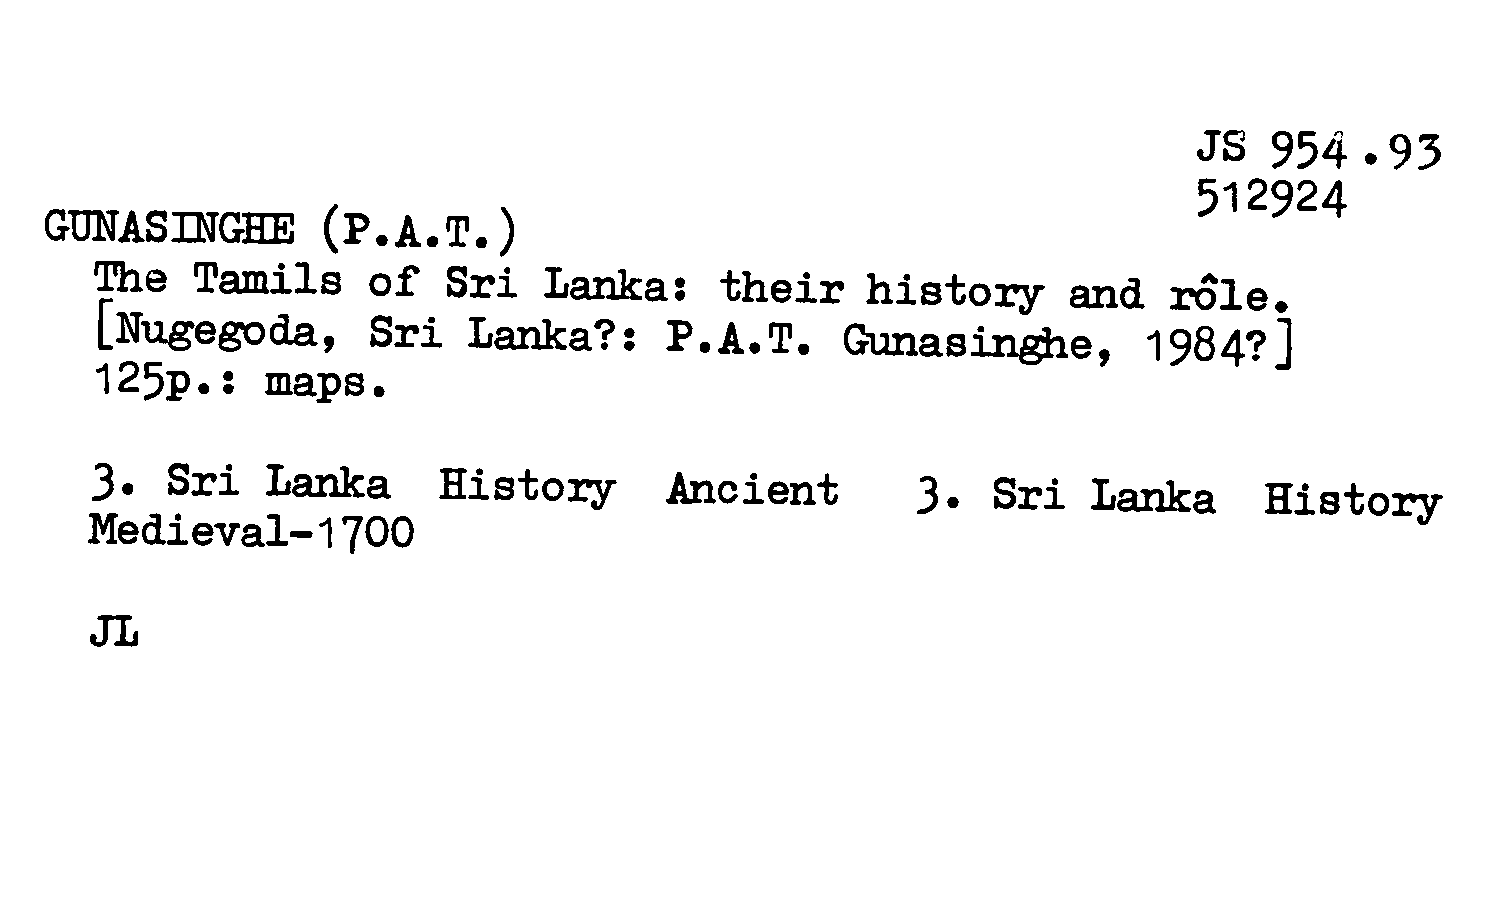 JS 954.93
512924
GUNASINGHE (P.A.T.)
The Tamils of Sri Lanka: their history and rôle.
[Nugegoda, Sri Lanka?: P.A.T. Gunasinghe, 1984?]
125p.: maps.
3. Sri Lanka History Ancient 3. Sri Lanka History
Medieval-1700
JL